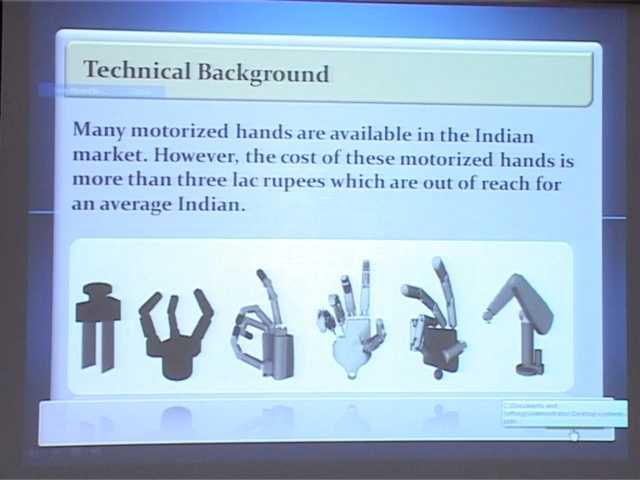 Technical Background
Many motorized hands are available in the Indian
market. However, the cost of these motorized hands is
more than three lac rupees which are out of reach for
an average Indian.